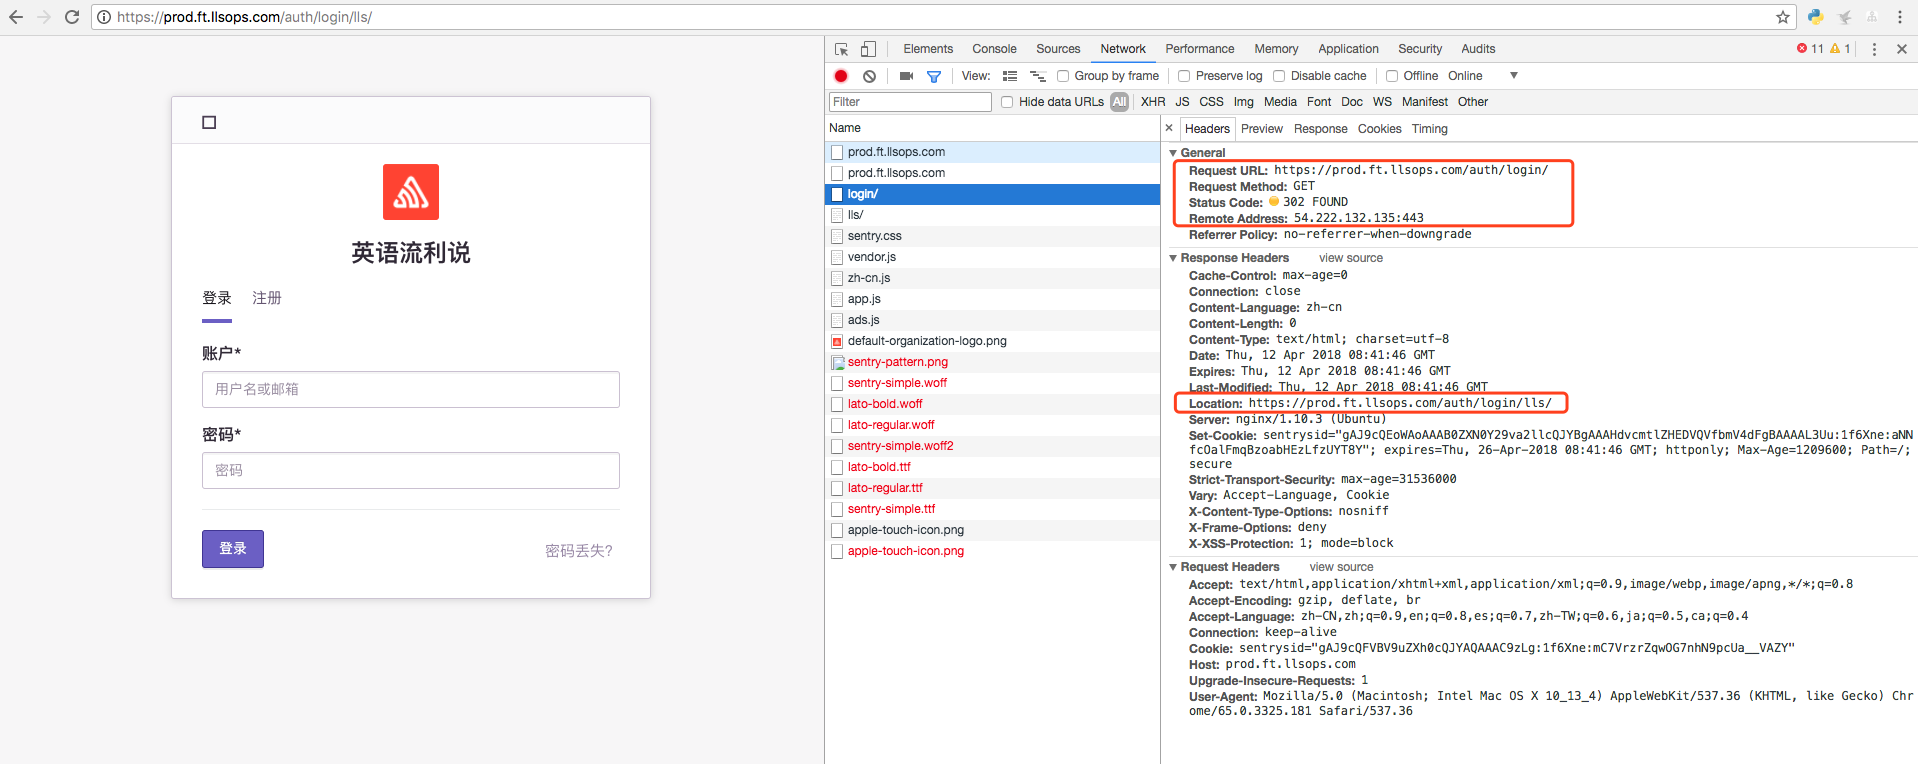 https://prod.ft.llsops.com/auth/login/lls/
英语流利说
登录 注册
账户*
用户名或邮箱
密码*
密码
登录 密码丢失?
Elements Console Sources Network Performance Memory Application Security Audits 11 1
View: Group by frame Preserve log Disable cache Offline Online
Filter Hide data URLs All XHR JS CSS Img Media Font Doc WS Manifest Other
Name
prod.ft.llsops.com
prod.ft.llsops.com
login/
lls/
sentry.css
vendor.js
zh-cn.js
app.js
ads.js
default-organization-logo.png
sentry-pattern.png
sentry-simple.woff
lato-bold.woff
lato-regular.woff
sentry-simple.woff2
lato-bold.ttf
lato-regular.ttf
sentry-simple.ttf
apple-touch-icon.png
apple-touch-icon.png
Headers Preview Response Cookies Timing
General
Request URL: https://prod.ft.llsops.com/auth/login/
Request Method: GET
Status Code: 302 FOUND
Remote Address: 54.222.132.135:443
Referrer Policy: no-referrer-when-downgrade
Response Headers view source
Cache-Control: max-age=0
Connection: close
Content-Language: zh-cn
Content-Length: 0
Content-Type: text/html; charset=utf-8
Date: Thu, 12 Apr 2018 08:41:46 GMT
Expires: Thu, 12 Apr 2018 08:41:46 GMT
Last-Modified: Thu, 12 Apr 2018 08:41:46 GMT
Location: https://prod.ft.llsops.com/auth/login/lls/
Server: nginx/1.10.3 (Ubuntu)
Set-Cookie: sentrysid="gAJ9cQEoWAoAAAB0ZXN0Y29va2llcQJYBgAAAHdvcmtlZHEDVQVfbmV4dFgBAAAAL3Uu:1f6Xne:aNN
fcOalFmqBzoabHEzLfzUYT8Y"; expires=Thu, 26-Apr-2018 08:41:46 GMT; httponly; Max-Age=1209600; Path=/;
secure
Strict-Transport-Security: max-age=31536000
Vary: Accept-Language, Cookie
X-Content-Type-Options: nosniff
X-Frame-Options: deny
X-XSS-Protection: 1; mode=block
Request Headers view source
Accept: text/html,application/xhtml+xml,application/xml;q=0.9,image/webp,image/apng,*/*;q=0.8
Accept-Encoding: gzip, deflate, br
Accept-Language: zh-CN,zh;q=0.9,en;q=0.8,es;q=0.7,zh-TW;q=0.6,ja;q=0.5,ca;q=0.4
Connection: keep-alive
Cookie: sentrysid="gAJ9cQFVBV9uZXh0cQJYAQAAAC9zLg:1f6Xne:mC7VrzrZqwOG7nhN9pcUa__VAZY"
Host: prod.ft.llsops.com
Upgrade-Insecure-Requests: 1
User-Agent: Mozilla/5.0 (Macintosh; Intel Mac OS X 10_13_4) AppleWebKit/537.36 (KHTML, like Gecko) Chr
ome/65.0.3325.181 Safari/537.36